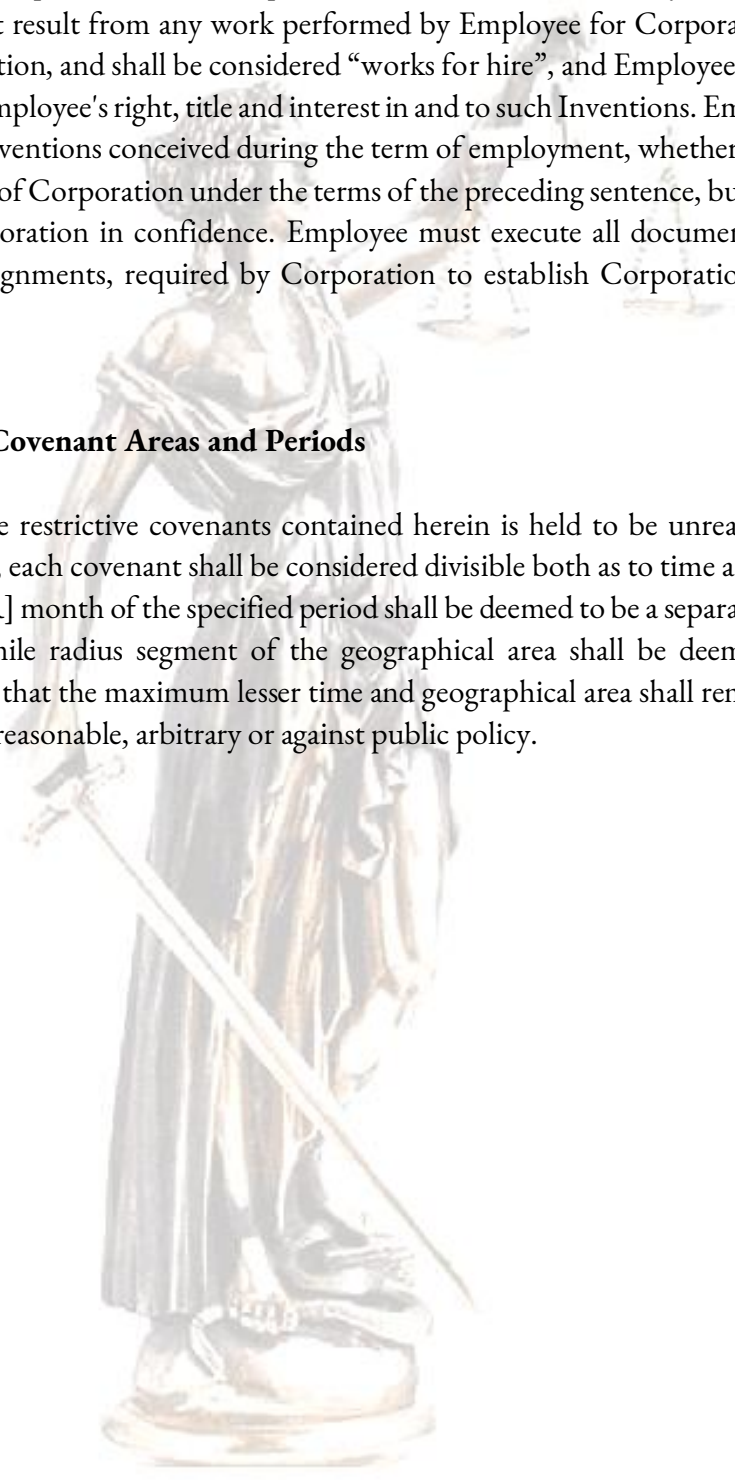 t result from any work performed by Employee for Corpora
tion, and shall be considered “works for hire”, and Employee
mployee's right, title and interest in and to such Inventions. Em
ventions conceived during the term of employment, whether
of Corporation under the terms of the preceding sentence, bu
oration in confidence. Employee must execute all documen
gnments, required by Corporation to establish Corporatio
Covenant Areas and Periods
e restrictive covenants contained herein is held to be unrea
, each covenant shall be considered divisible both as to time a
] month of the specified period shall be deemed to be a separa
mile radius segment of the geographical area shall be deem
that the maximum lesser time and geographical area shall rem
reasonable, arbitrary or against public policy.